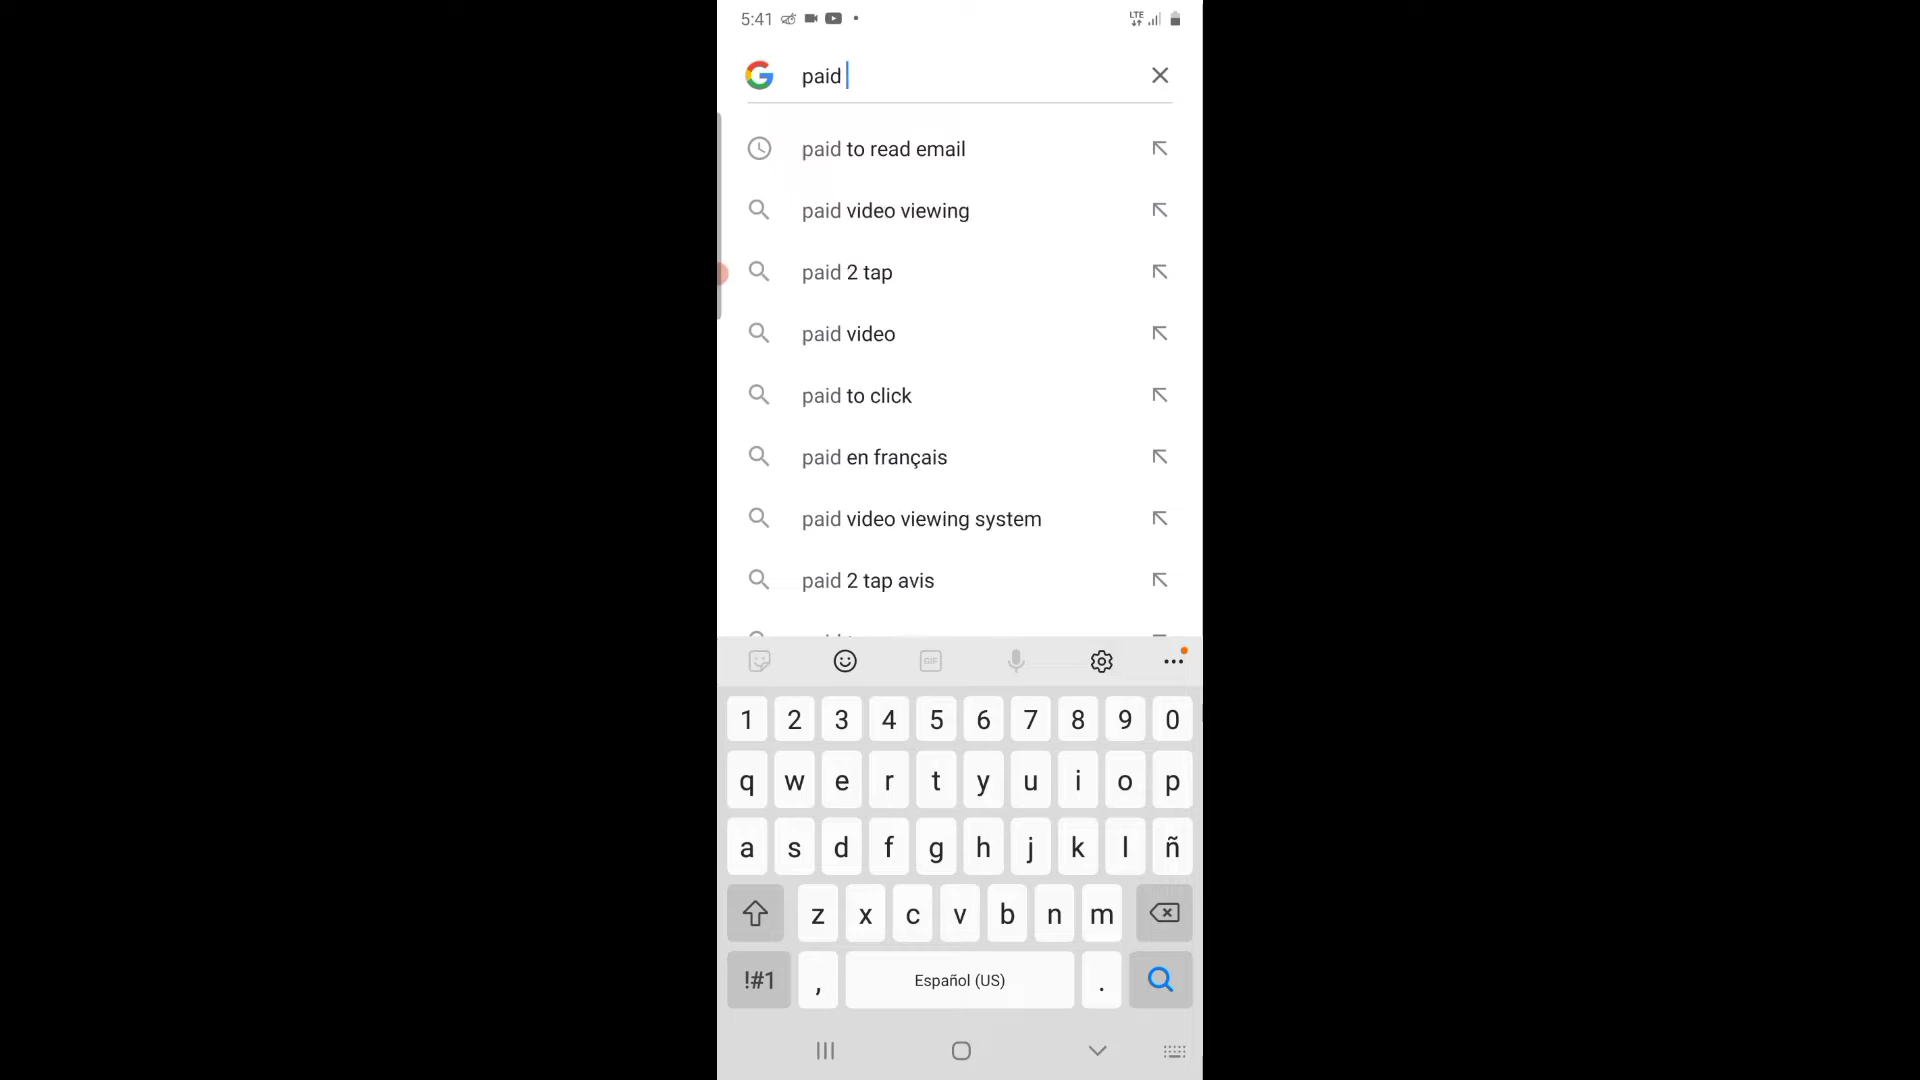 5:41
LTE
paid
paid to read email
paid video viewing
paid 2 tap
paid video
paid to click
paid en français
paid video viewing system
paid 2 tap avis
GIF
1 2 3 4 5 6 7 8 9 0
q w e r t y u i o p
a s d f g h j k l ñ
z x c v b n m
!#1 , Español (US) .